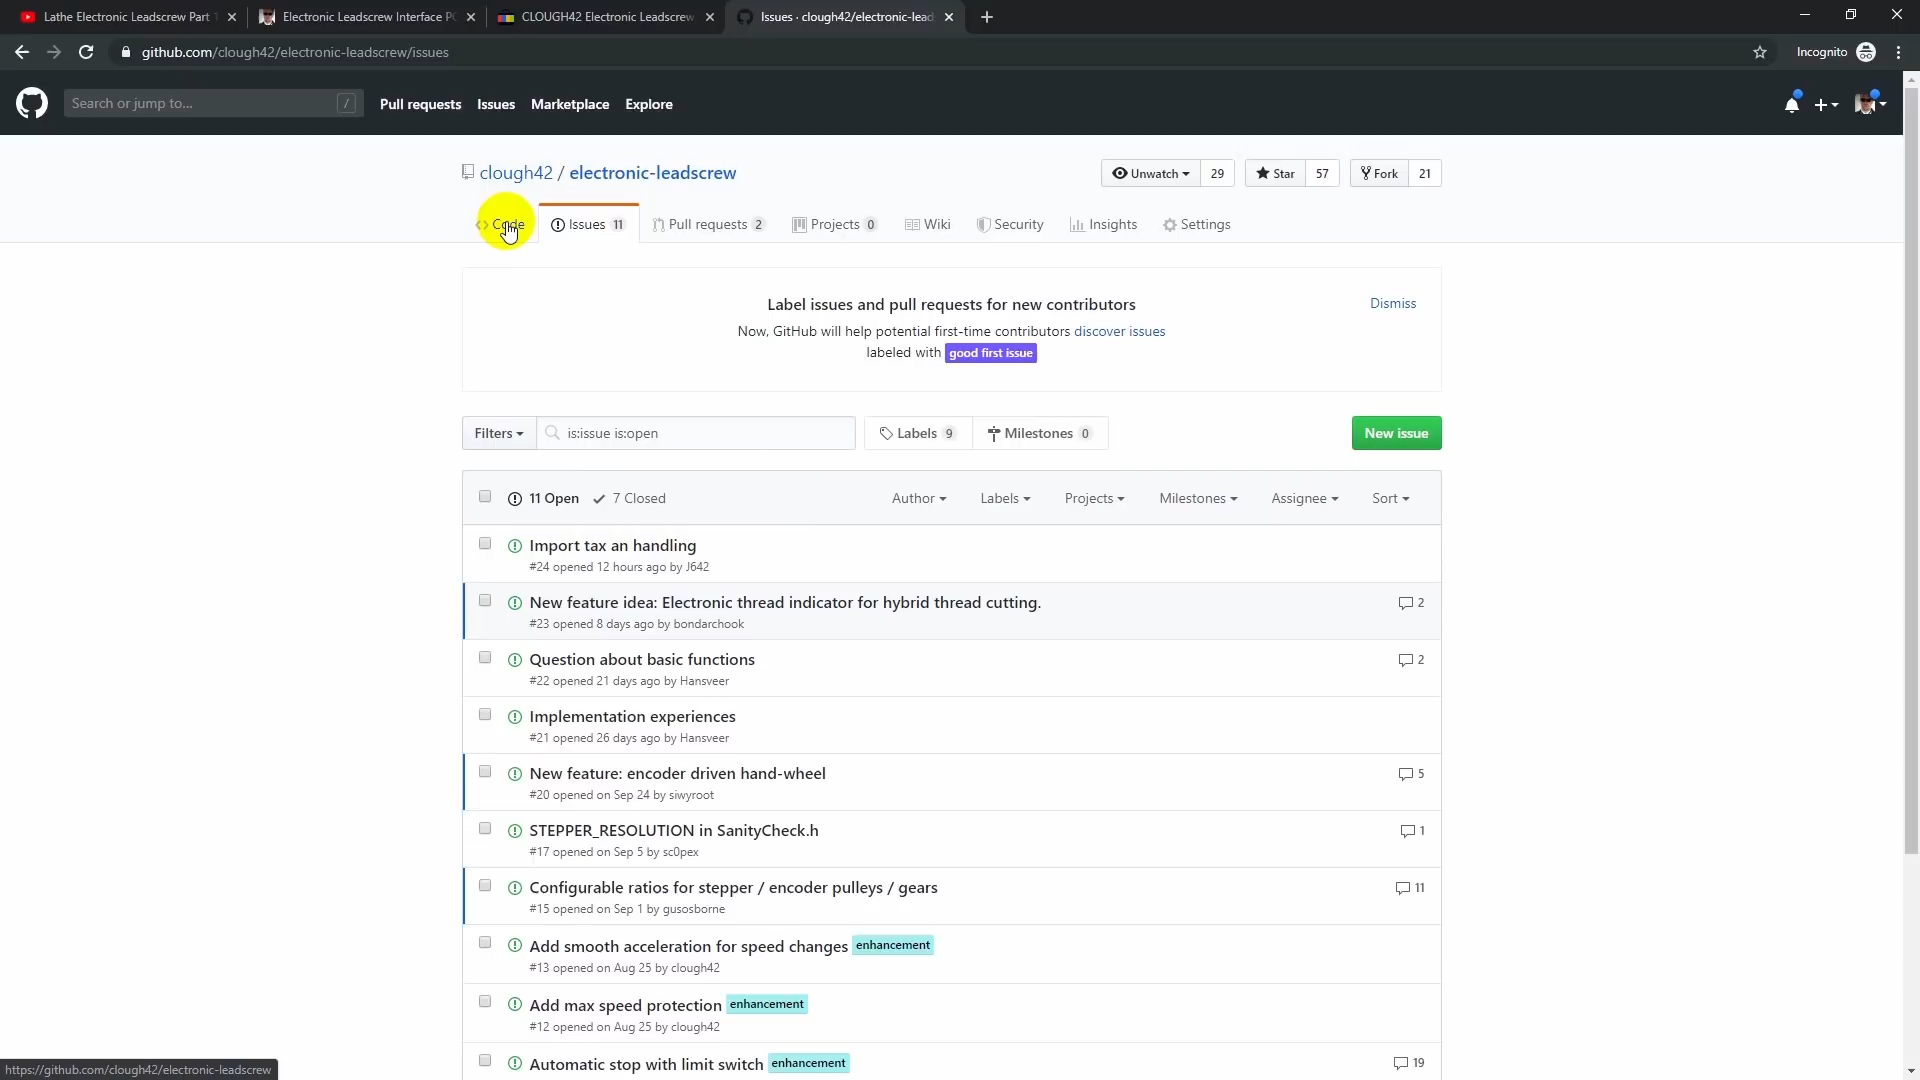 Lathe Electronic Leadscrew Part 1
Electronic Leadscrew Interface PC
CLOUGH42 Electronic Leadscrew
Issues · clough42/electronic-lead
github.com/clough42/electronic-leadscrew/issues
Incognito
Search or jump to... /
Pull requests Issues Marketplace Explore
clough42 / electronic-leadscrew
Unwatch 29 Star 57 Fork 21
Code Issues 11 Pull requests 2 Projects 0 Wiki Security Insights Settings
Label issues and pull requests for new contributors
Dismiss
Now, GitHub will help potential first-time contributors discover issues
labeled with good first issue
Filters is:issue is:open Labels 9 Milestones 0 New issue
11 Open 7 Closed Author Labels Projects Milestones Assignee Sort
Import tax an handling
#24 opened 12 hours ago by J642
New feature idea: Electronic thread indicator for hybrid thread cutting. 2
#23 opened 8 days ago by bondarchook
Question about basic functions 2
#22 opened 21 days ago by Hansveer
Implementation experiences
#21 opened 26 days ago by Hansveer
New feature: encoder driven hand-wheel 5
#20 opened on Sep 24 by siwyroot
STEPPER_RESOLUTION in SanityCheck.h 1
#17 opened on Sep 5 by sc0pex
Configurable ratios for stepper / encoder pulleys / gears 11
#15 opened on Sep 1 by gusosborne
Add smooth acceleration for speed changes enhancement
#13 opened on Aug 25 by clough42
Add max speed protection enhancement
#12 opened on Aug 25 by clough42
Automatic stop with limit switch enhancement 19
https://github.com/clough42/electronic-leadscrew